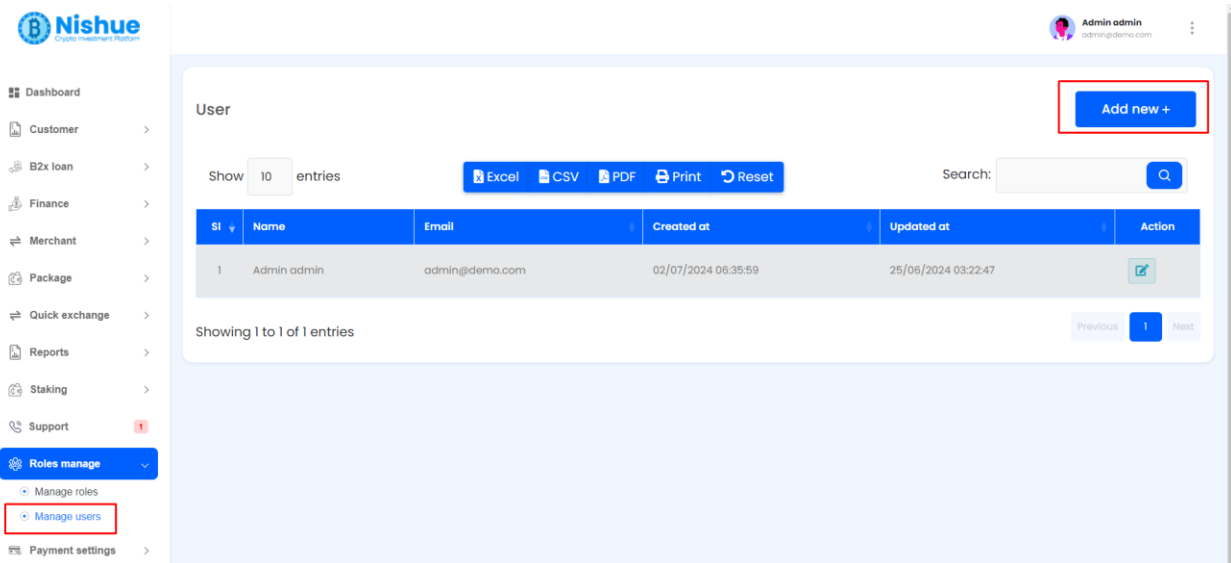 Nishue
Crypto Investment Platform
Admin admin
admin@demo.com
Dashboard
Customer
B2x loan
Finance
Merchant
Package
Quick exchange
Reports
Staking
Support 1
Roles manage
Manage roles
Manage users
Payment settings
User
Add new +
Show 10 entries
Excel CSV PDF Print Reset
Search:
Sl Name Email Created at Updated at Action
1 Admin admin admin@demo.com 02/07/2024 06:35:59 25/06/2024 03:22:47
Showing 1 to 1 of 1 entries
Previous 1 Next